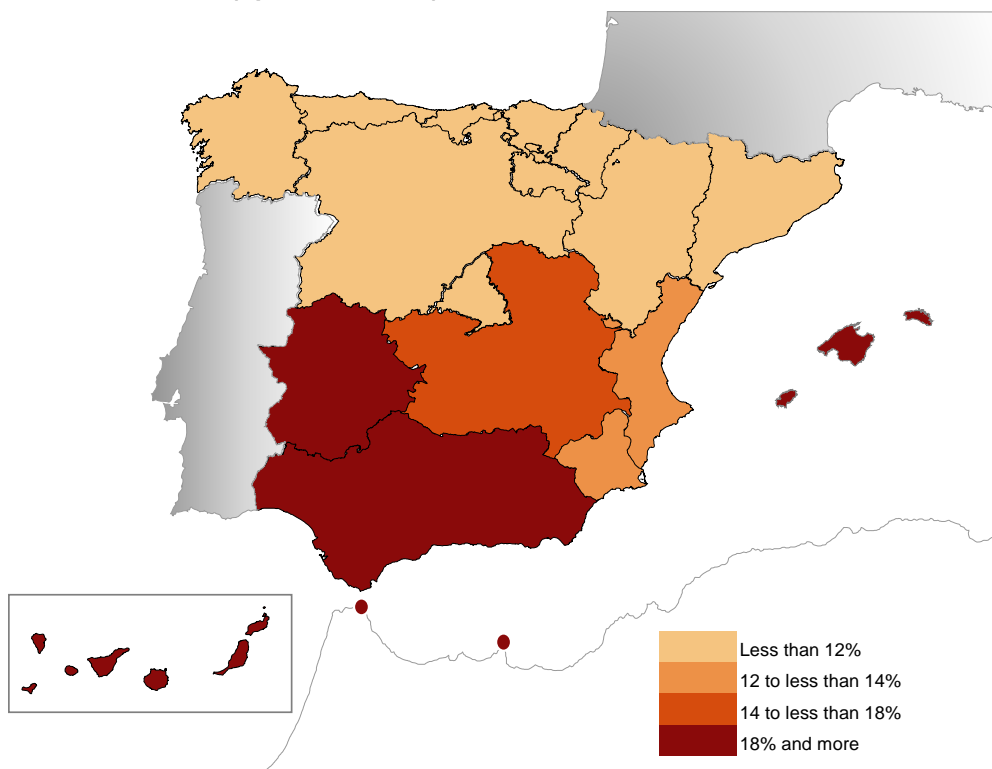 Less than 12%
12 to less than 14%
14 to less than 18%
18% and more